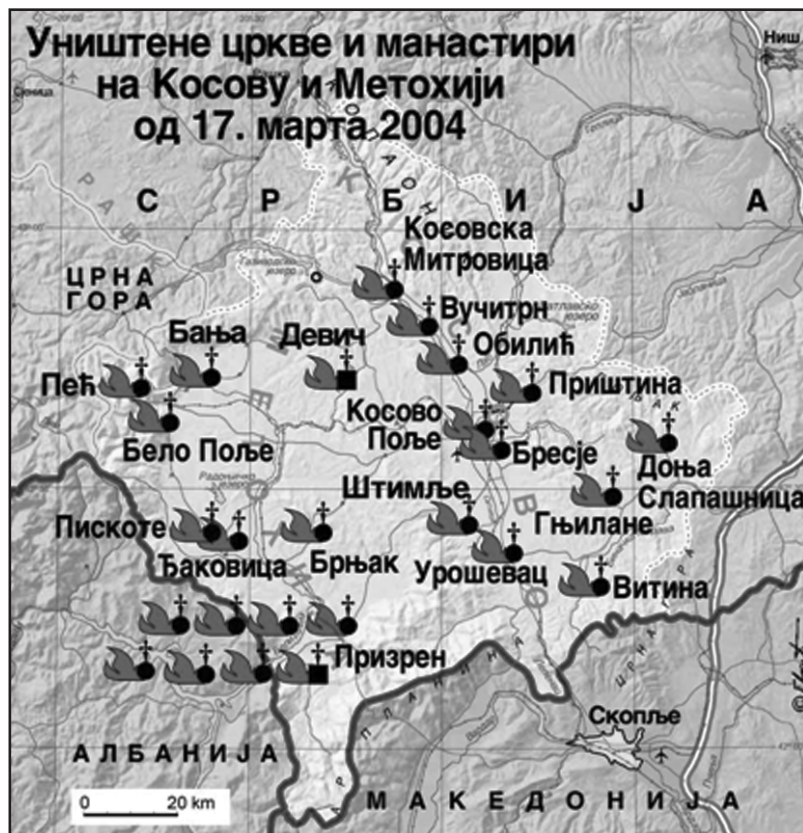 Уништене цркве и манастири
на Косову и Метохији
од 17. марта 2004
Ниш
С Р Б И Ј А
ЦРНА
ГОРА
Косовска
Митровица
Вучитрн
Обилић
Бања
Девич
Пећ
Приштина
Косово
Поље
Бело Поље
Бресје
Доња
Слапашница
Штимље
Гњилане
Пискоте
Ђаковица
Брњак
Урошевац
Витина
Призрен
Скопље
АЛБАНИЈА
МАКЕДОНИЈА
0 20 km